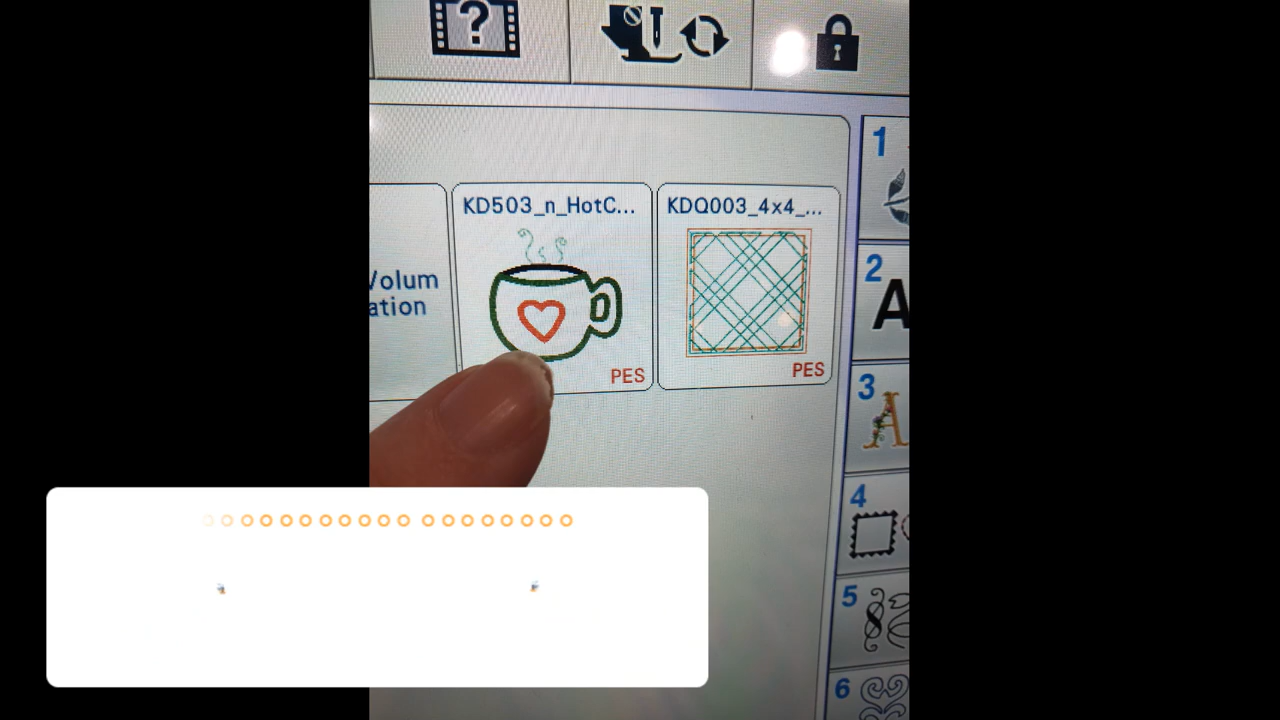 ?
1
KD503_n_HotC...
KDQ003_4x4_...
2
Volum
ation
A
PES
PES
3
A
4
5
6